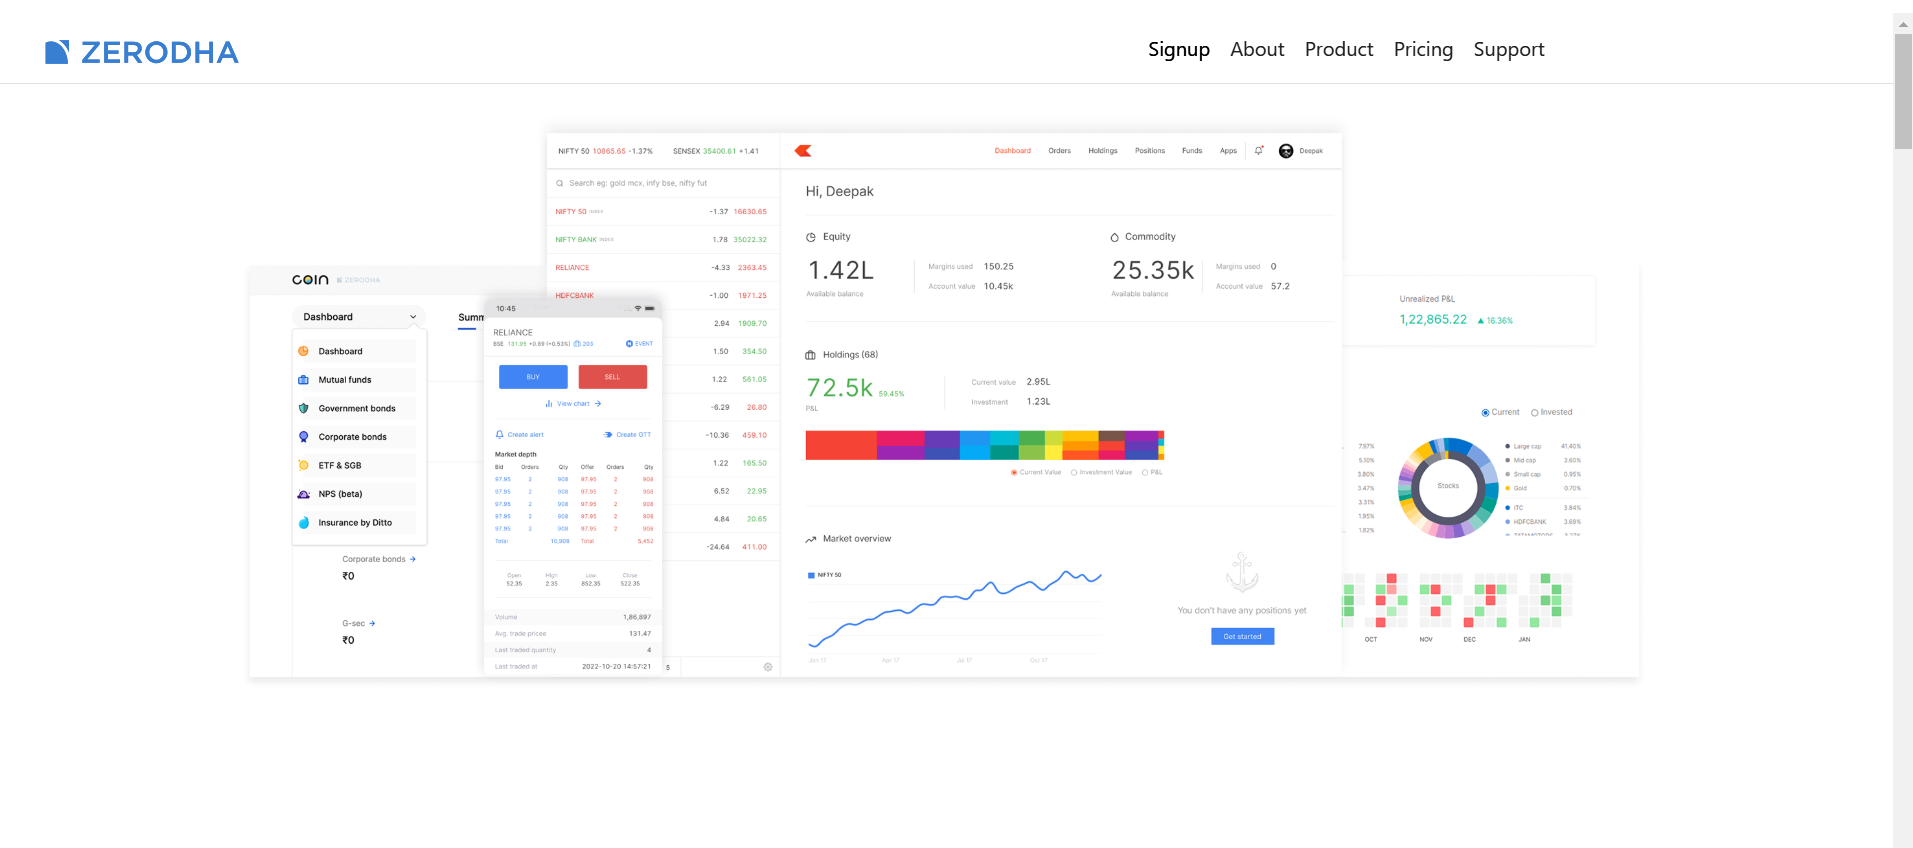 ZERODHA
Signup About Product Pricing Support
NIFTY 50 10865.65 -1.37% SENSEX 35400.61 +1.41
Dashboard Orders Holdings Positions Funds Apps Deepak
Search eg: gold mcx, infy bse, nifty fut
NIFTY 50 INDEX -1.37 16630.65
NIFTY BANK INDEX 1.78 35022.32
RELIANCE -4.33 2363.45
HDFCBANK -1.00 1971.25
2.94 1909.70
1.50 354.50
1.22 561.05
-6.29 26.80
-10.36 459.10
1.22 165.50
6.52 22.95
4.84 20.65
-24.64 411.00
5
Hi, Deepak
Equity
1.42L
Available balance
Margins used 150.25
Account value 10.45k
Commodity
25.35k
Available balance
Margins used 0
Account value 57.2
Holdings (68)
72.5k 59.45%
P&L
Current value 2.95L
Investment 1.23L
Current Value Investment Value P&L
Market overview
NIFTY 50
Jan 17 Apr 17 Jul 17 Oct 17
You don't have any positions yet
Get started
coin ZERODHA
Dashboard
Summ
Dashboard
Mutual funds
Government bonds
Corporate bonds
ETF & SGB
NPS (beta)
Insurance by Ditto
Corporate bonds →
₹0
G-sec →
₹0
10:45
RELIANCE
BSE 131.95 +0.69 (+0.53%) 203 EVENT
BUY SELL
View chart →
Create alert Create GTT
Market depth
Bid Orders Qty Offer Orders Qty
97.95 2 908 97.95 2 908
97.95 2 908 97.95 2 908
97.95 2 908 97.95 2 908
97.95 2 908 97.95 2 908
97.95 2 908 97.95 2 908
Total 10,908 Total 5,452
Open High Low Close
52.35 2.35 852.35 522.35
Volume 1,86,897
Avg. trade pricee 131.47
Last traded quantity 4
Last traded at 2022-10-20 14:57:21
Unrealized P&L
1,22,865.22 ▲ 16.36%
Current Invested
7.97%
5.10%
3.80%
3.47%
3.31%
1.95%
1.82%
Stocks
Large cap 41.40%
Mid cap 3.60%
Small cap 0.95%
Gold 0.70%
ITC 3.84%
HDFCBANK 3.69%
OCT NOV DEC JAN